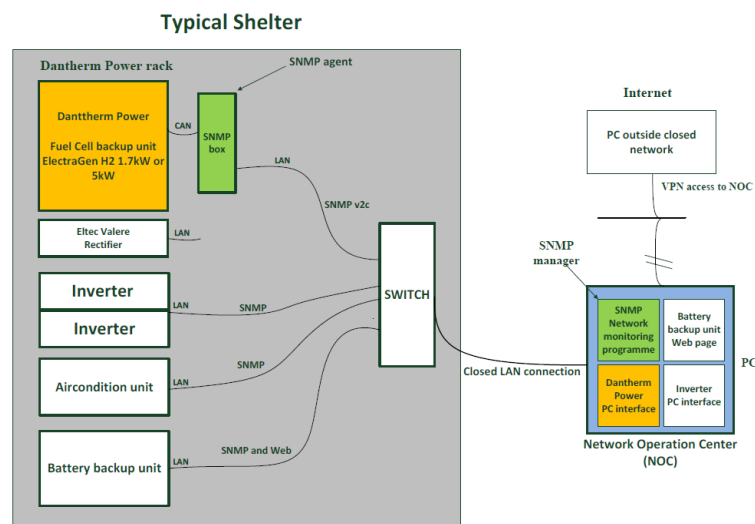 Typical Shelter
Dantherm Power rack
SNMP agent
Danttherm Power
Fuel Cell backup unit
ElectraGen H2 1.7kW or
5kW
CAN
SNMP
box
LAN
SNMP v2c
Eltec Valere
Rectifier
LAN
Inverter
Inverter
LAN
SNMP
SWITCH
Aircondition unit
LAN
SNMP
Battery backup unit
LAN
SNMP and Web
Closed LAN connection
Internet
PC outside closed
network
VPN access to NOC
SNMP
manager
SNMP
Network
monitoring
programme
Battery
backup unit
Web page
Dantherm
Power
PC interface
Inverter
PC interface
PC
Network Operation Center
(NOC)